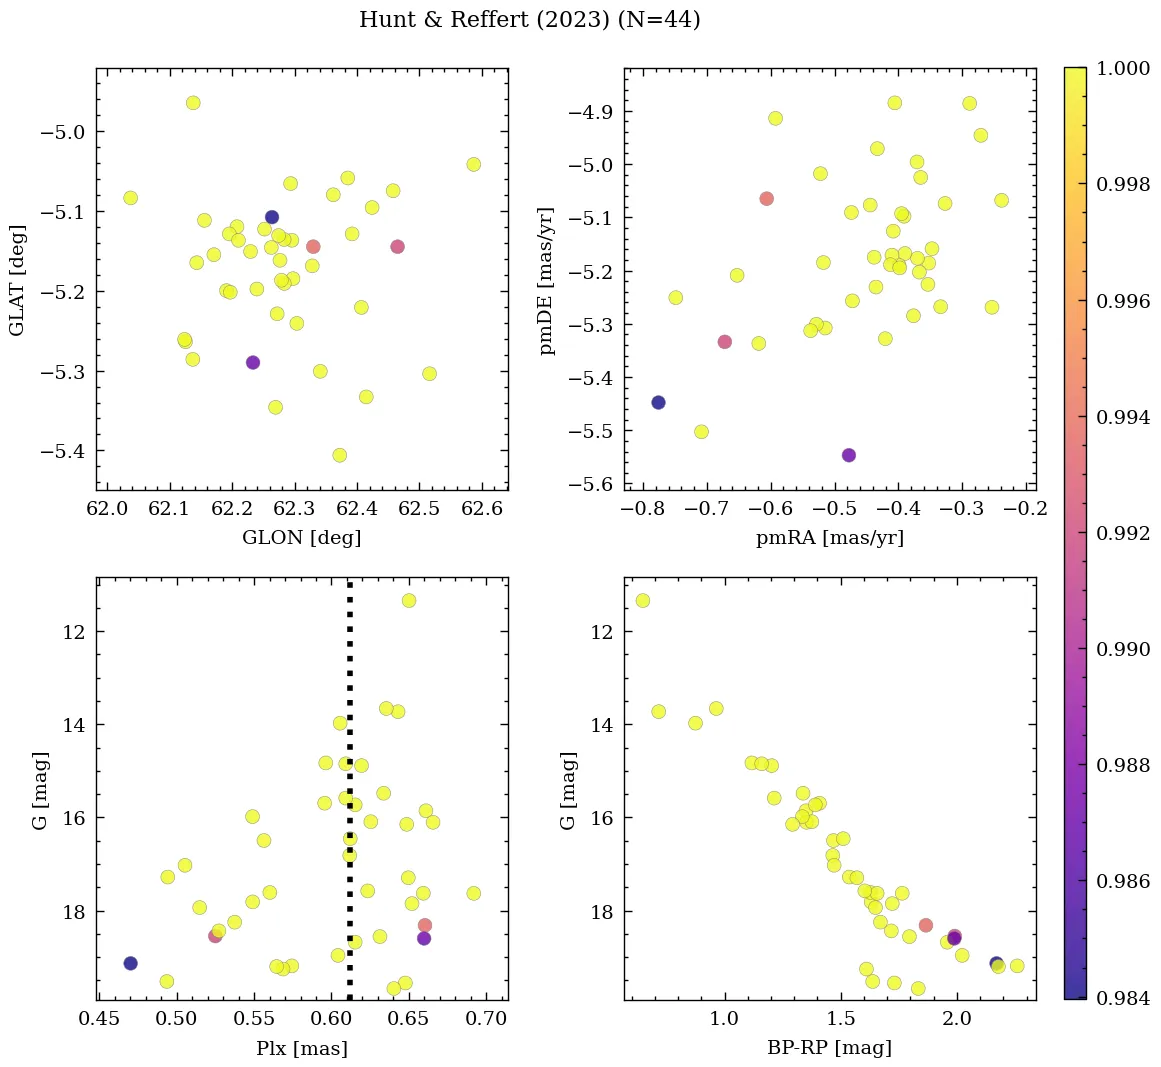 Hunt & Reffert (2023) (N=44)
−5.0
−5.1
−5.2
−5.3
−5.4
GLAT [deg]
62.0 62.1 62.2 62.3 62.4 62.5 62.6
GLON [deg]
−4.9
−5.0
−5.1
−5.2
−5.3
−5.4
−5.5
−5.6
pmDE [mas/yr]
−0.8 −0.7 −0.6 −0.5 −0.4 −0.3 −0.2
pmRA [mas/yr]
12
14
16
18
G [mag]
0.45 0.50 0.55 0.60 0.65 0.70
Plx [mas]
12
14
16
18
G [mag]
1.0 1.5 2.0
BP-RP [mag]
1.000
0.998
0.996
0.994
0.992
0.990
0.988
0.986
0.984